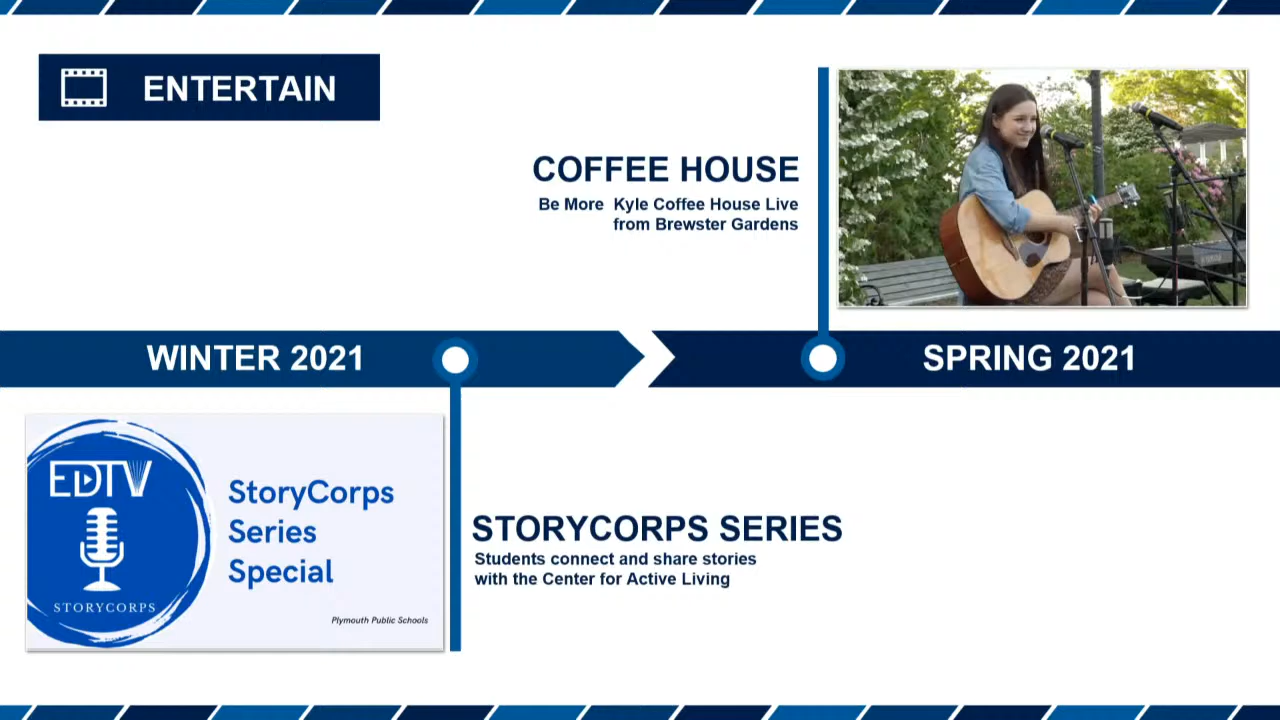 ENTERTAIN
COFFEE HOUSE
Be More Kyle Coffee House Live
from Brewster Gardens
WINTER 2021
SPRING 2021
EDTV
STORYCORPS
StoryCorps
Series
Special
Plymouth Public Schools
STORYCORPS SERIES
Students connect and share stories
with the Center for Active Living